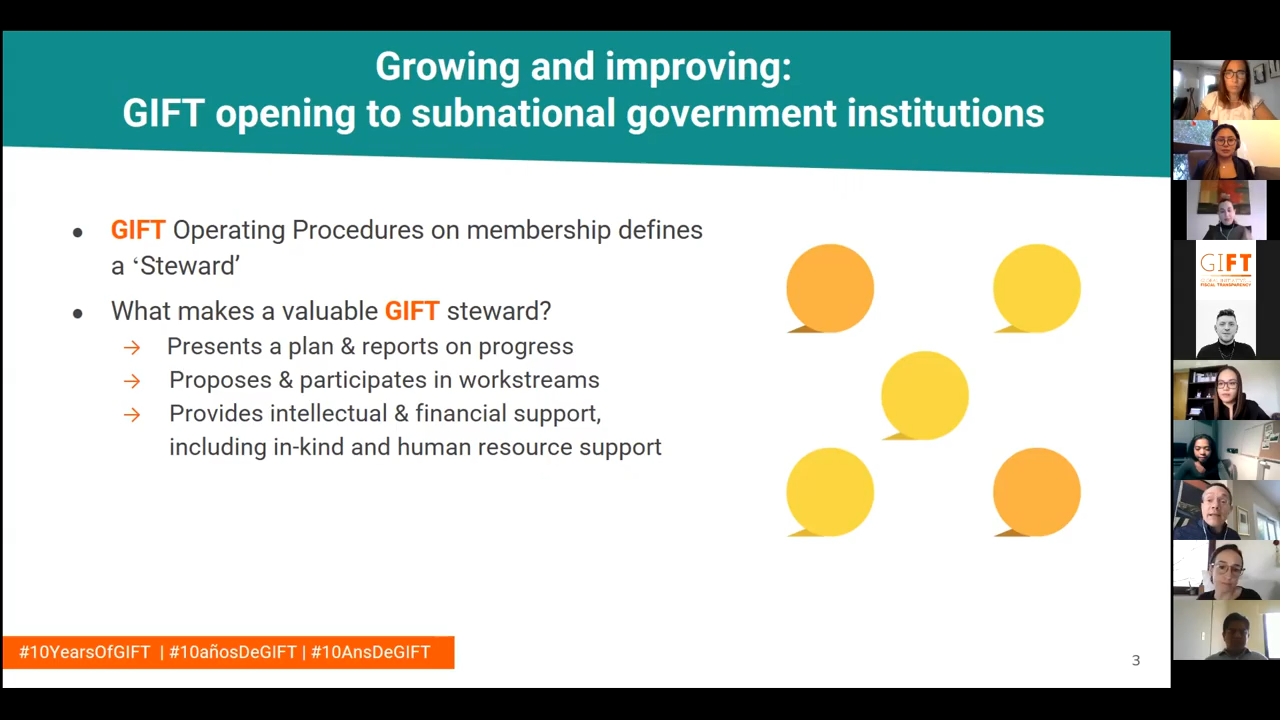 Growing and improving:
GIFT opening to subnational government institutions
● GIFT Operating Procedures on membership defines
a ‘Steward’
● What makes a valuable GIFT steward?
→ Presents a plan & reports on progress
→ Proposes & participates in workstreams
→ Provides intellectual & financial support,
including in-kind and human resource support
#10YearsOfGIFT | #10añosDeGIFT | #10AnsDeGIFT
3
GIFT
FISCAL TRANSPARENCY